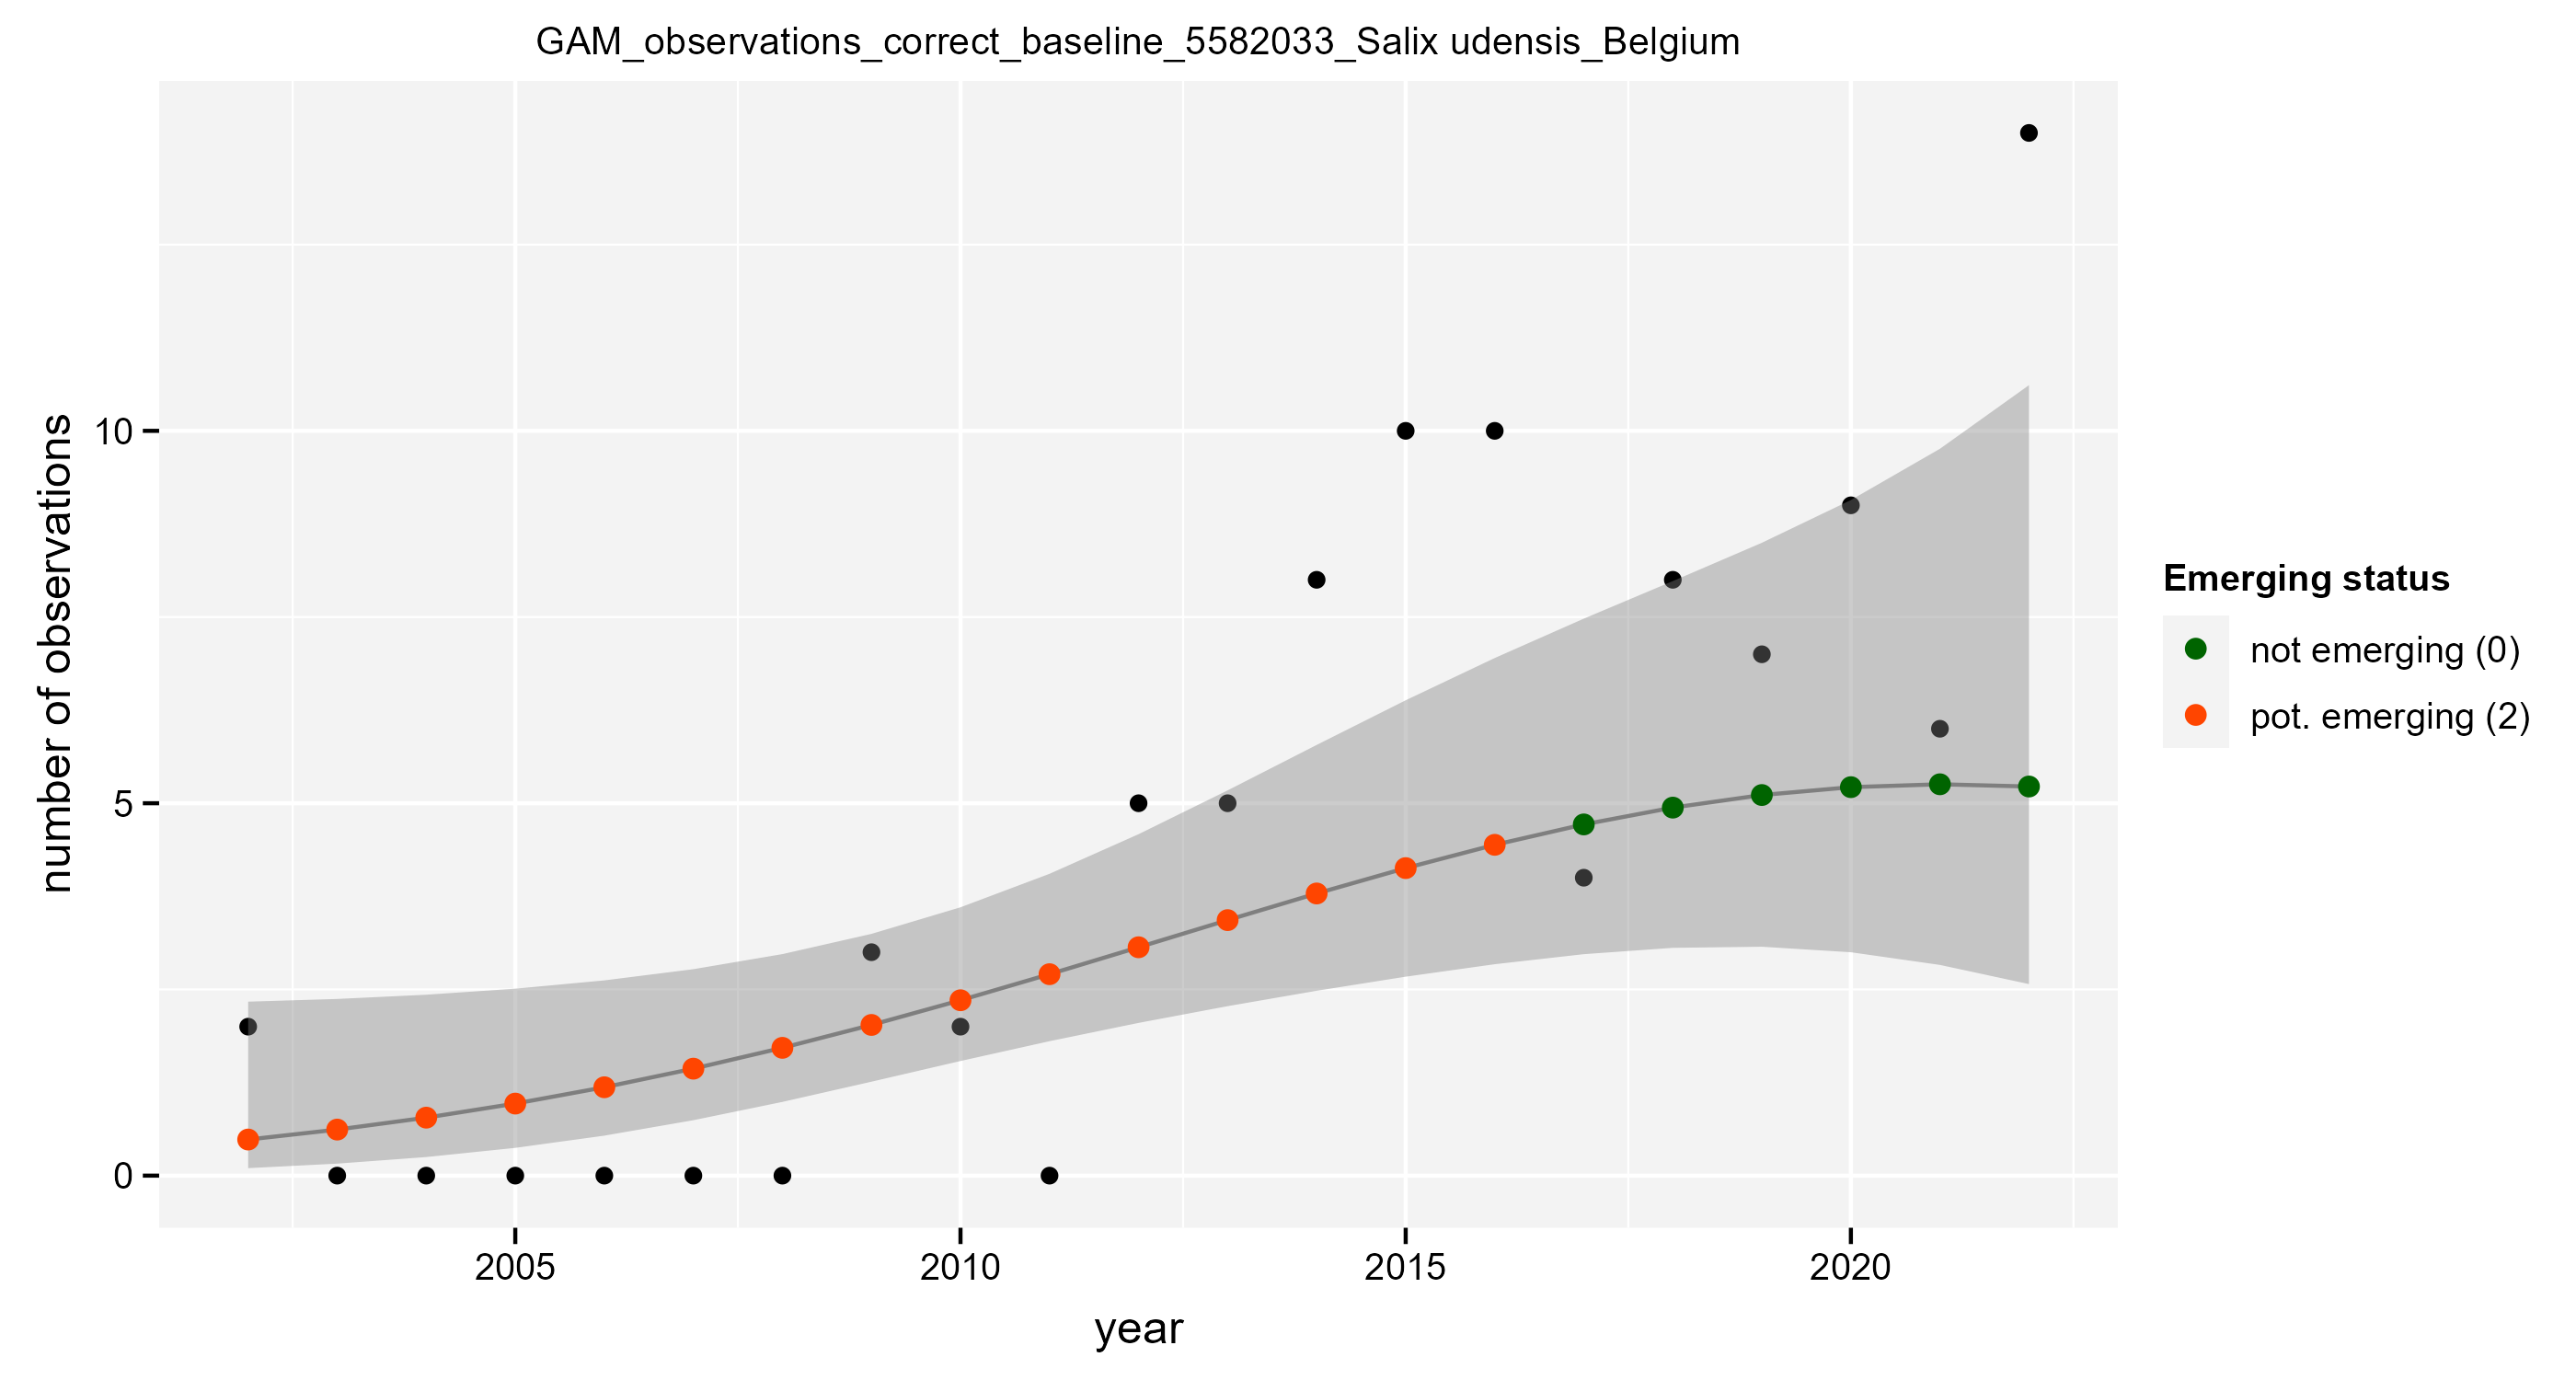 GAM_observations_correct_baseline_5582033_Salix udensis_Belgium
number of observations
10
5
0
2005
2010
2015
2020
year
Emerging status
not emerging (0)
pot. emerging (2)